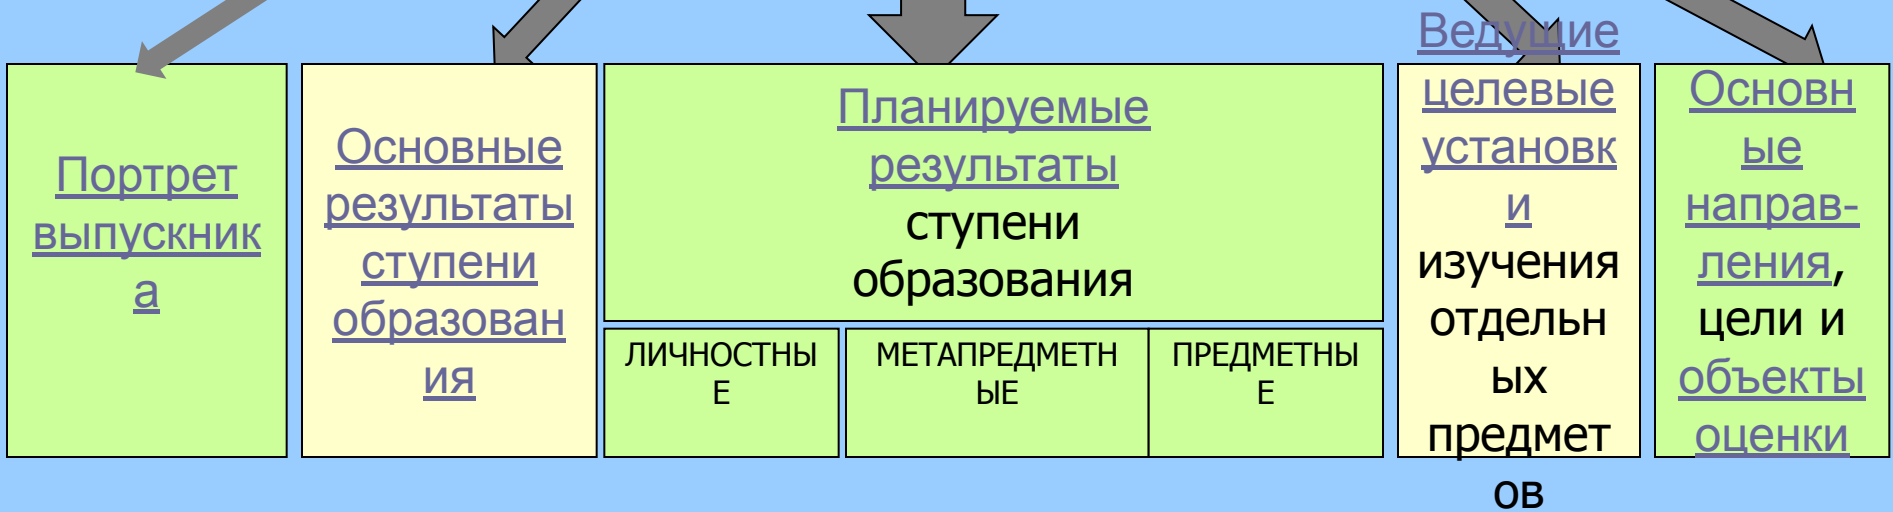 Портрет
выпускник
а
Основные
результаты
ступени
образован
ия
Планируемые
результаты
ступени
образования
ЛИЧНОСТНЫ
Е
МЕТАПРЕДМЕТН
ЫЕ
ПРЕДМЕТНЫ
Е
Ведущие
целевые
установк
и
изучения
отдельн
ых
предмет
ов
Основн
ые
направ-
ления,
цели и
объекты
оценки